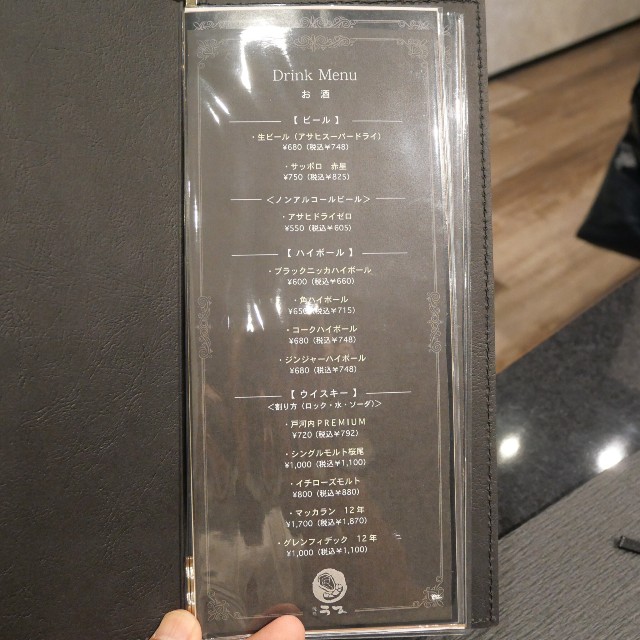 Drink Menu
お酒
【 ビール 】
・生ビール（アサヒスーパードライ）
¥680（税込¥748）
・サッポロ 赤星
¥750（税込¥825）
＜ノンアルコールビール＞
・アサヒドライゼロ
¥550（税込¥605）
【 ハイボール 】
・ブラックニッカハイボール
¥600（税込¥660）
・角ハイボール
¥650（税込¥715）
・コークハイボール
¥680（税込¥748）
・ジンジャーハイボール
¥680（税込¥748）
【 ウイスキー 】
＜割り方（ロック・水・ソーダ）＞
・戸河内PREMIUM
¥720（税込¥792）
・シングルモルト桜尾
¥1,000（税込¥1,100）
・イチローズモルト
¥800（税込¥880）
・マッカラン 12年
¥1,700（税込¥1,870）
・グレンフィデック 12年
¥1,000（税込¥1,100）